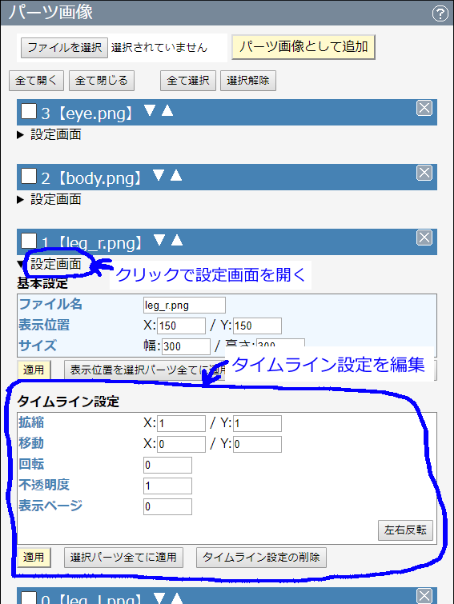 パーツ画像 ?
ファイルを選択 選択されていません パーツ画像として追加
全て開く 全て閉じる 全て選択 選択解除
3【eye.png】▼▲
▶ 設定画面
2【body.png】▼▲
▶ 設定画面
1【leg_r.png】▼▲
▼ 設定画面
クリックで設定画面を開く
基本設定
ファイル名 leg_r.png
表示位置 X:150 / Y:150
サイズ 幅:300 / 高さ:300
適用 表示位置を選択パーツ全てに適用
タイムライン設定を編集
タイムライン設定
拡縮 X:1 / Y:1
移動 X:0 / Y:0
回転 0
不透明度 1
表示ページ 0
左右反転
適用 選択パーツ全てに適用 タイムライン設定の削除
0【leg_l.png】▼▲